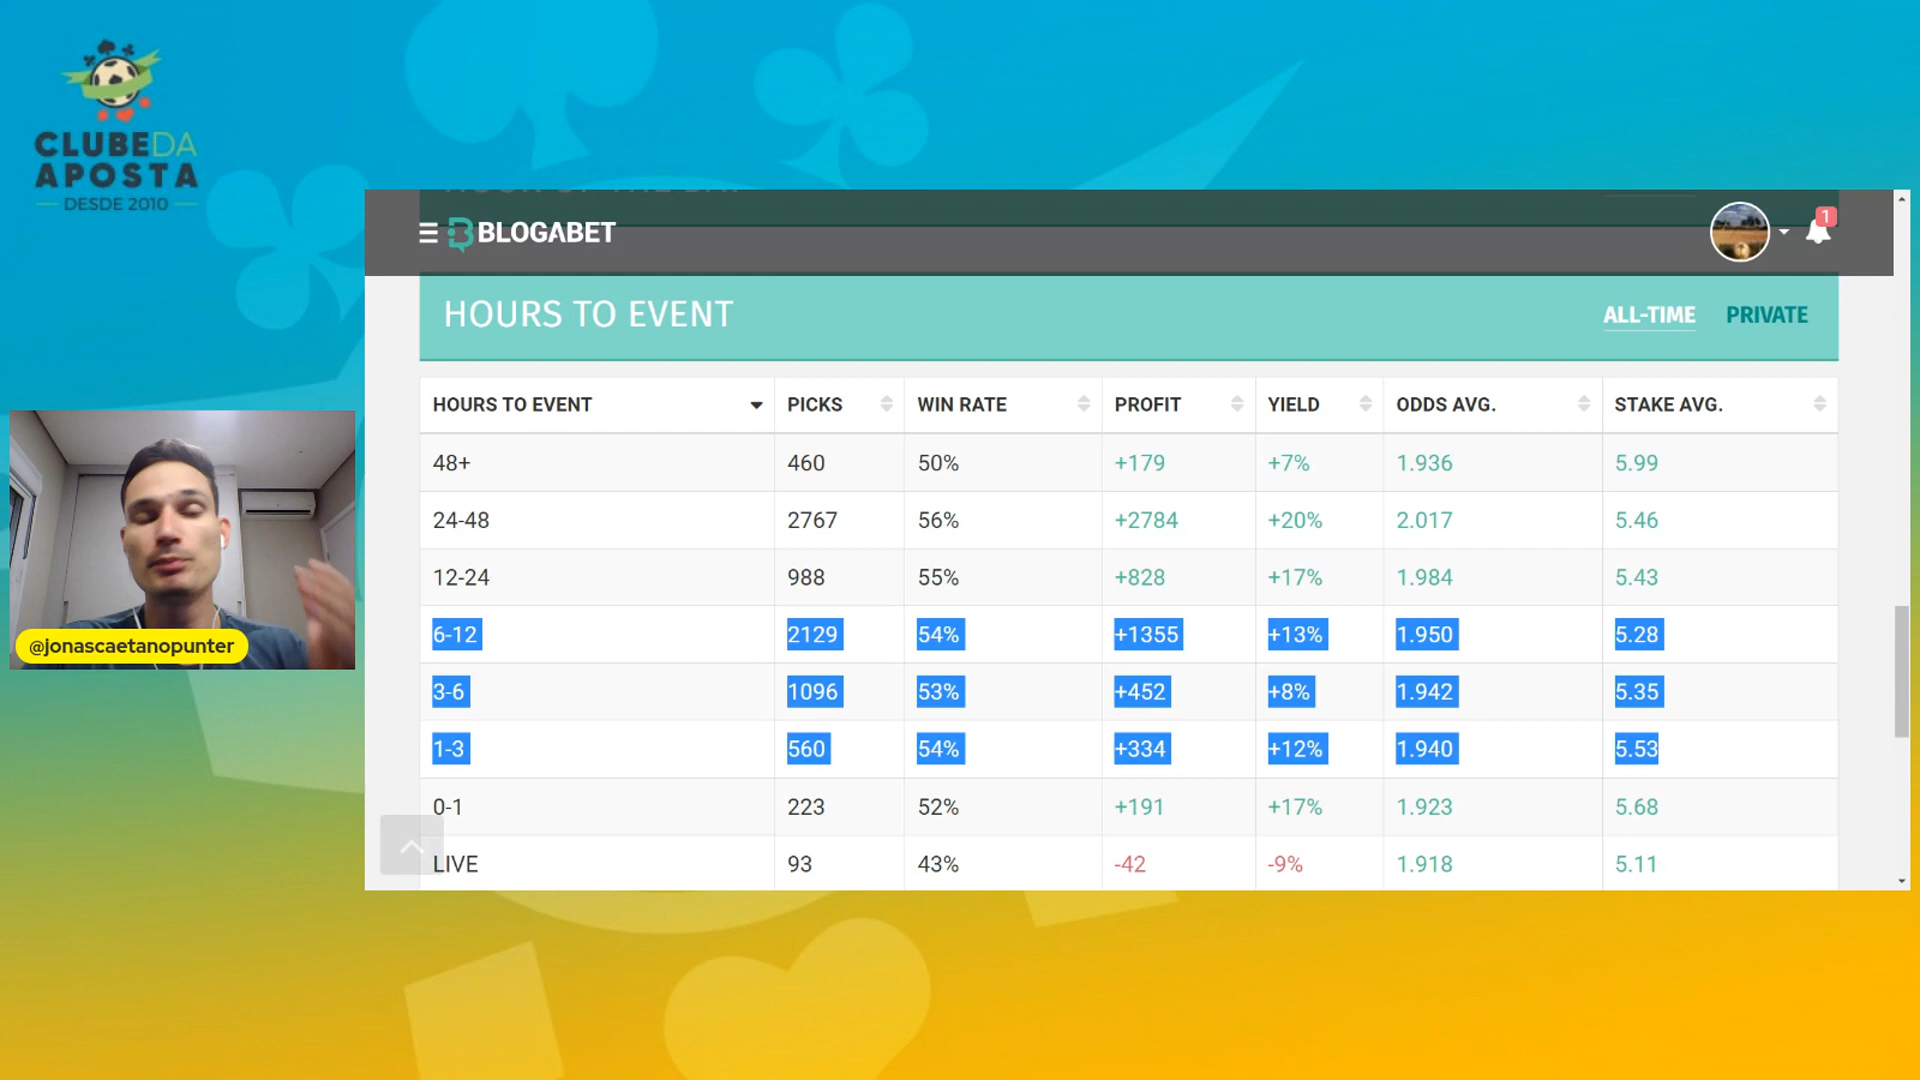 CLUBEDA
APOSTA
DESDE 2010
BLOGABET
1
HOURS TO EVENT
ALL-TIME PRIVATE
HOURS TO EVENT PICKS WIN RATE PROFIT YIELD ODDS AVG. STAKE AVG.
48+ 460 50% +179 +7% 1.936 5.99
24-48 2767 56% +2784 +20% 2.017 5.46
12-24 988 55% +828 +17% 1.984 5.43
6-12 2129 54% +1355 +13% 1.950 5.28
3-6 1096 53% +452 +8% 1.942 5.35
1-3 560 54% +334 +12% 1.940 5.53
0-1 223 52% +191 +17% 1.923 5.68
LIVE 93 43% -42 -9% 1.918 5.11
@jonascaetanopunter